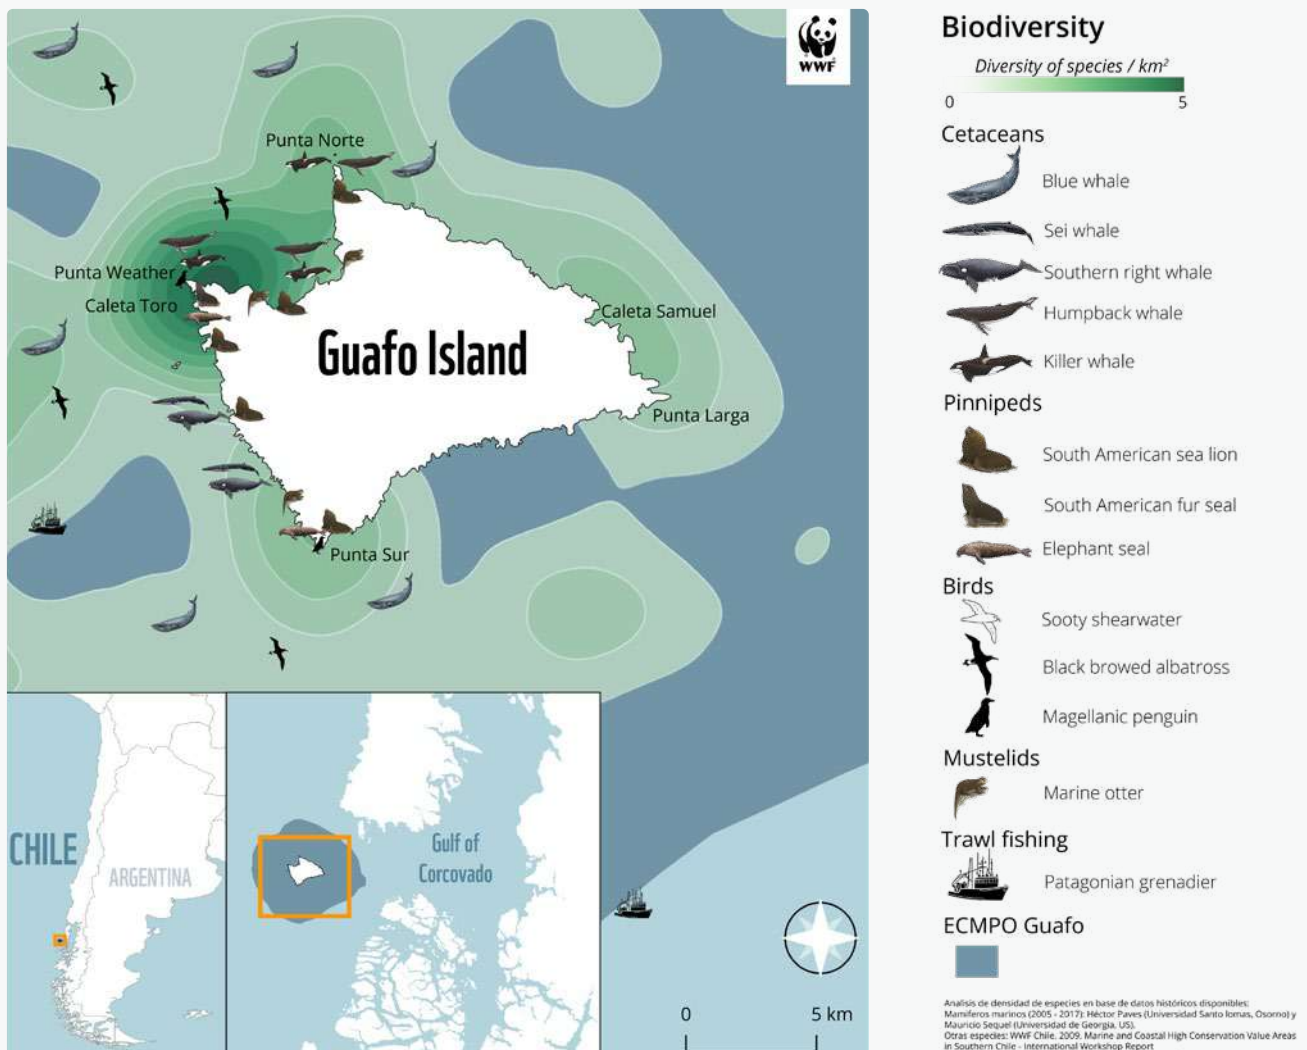 WWF
Punta Norte
Punta Weather
Caleta Toro
Guafo Island
Caleta Samuel
Punta Larga
Punta Sur
CHILE
ARGENTINA
Gulf of
Corcovado
0
5 km
Biodiversity
Diversity of species / km²
0
5
Cetaceans
Blue whale
Sei whale
Southern right whale
Humpback whale
Killer whale
Pinnipeds
South American sea lion
South American fur seal
Elephant seal
Birds
Sooty shearwater
Black browed albatross
Magellanic penguin
Mustelids
Marine otter
Trawl fishing
Patagonian grenadier
ECMPO Guafo
Analisis de densidad de especies en base de datos históricos disponibles:
Mamíferos marinos (2005 - 2017): Héctor Paves (Universidad Santo Iomas, Osorno) y
Mauricio Sequel (Universidad de Georgia, US).
Otras especies: WWF Chile. 2009. Marine and Coastal High Conservation Value Areas
in Southern Chile - International Workshop Report